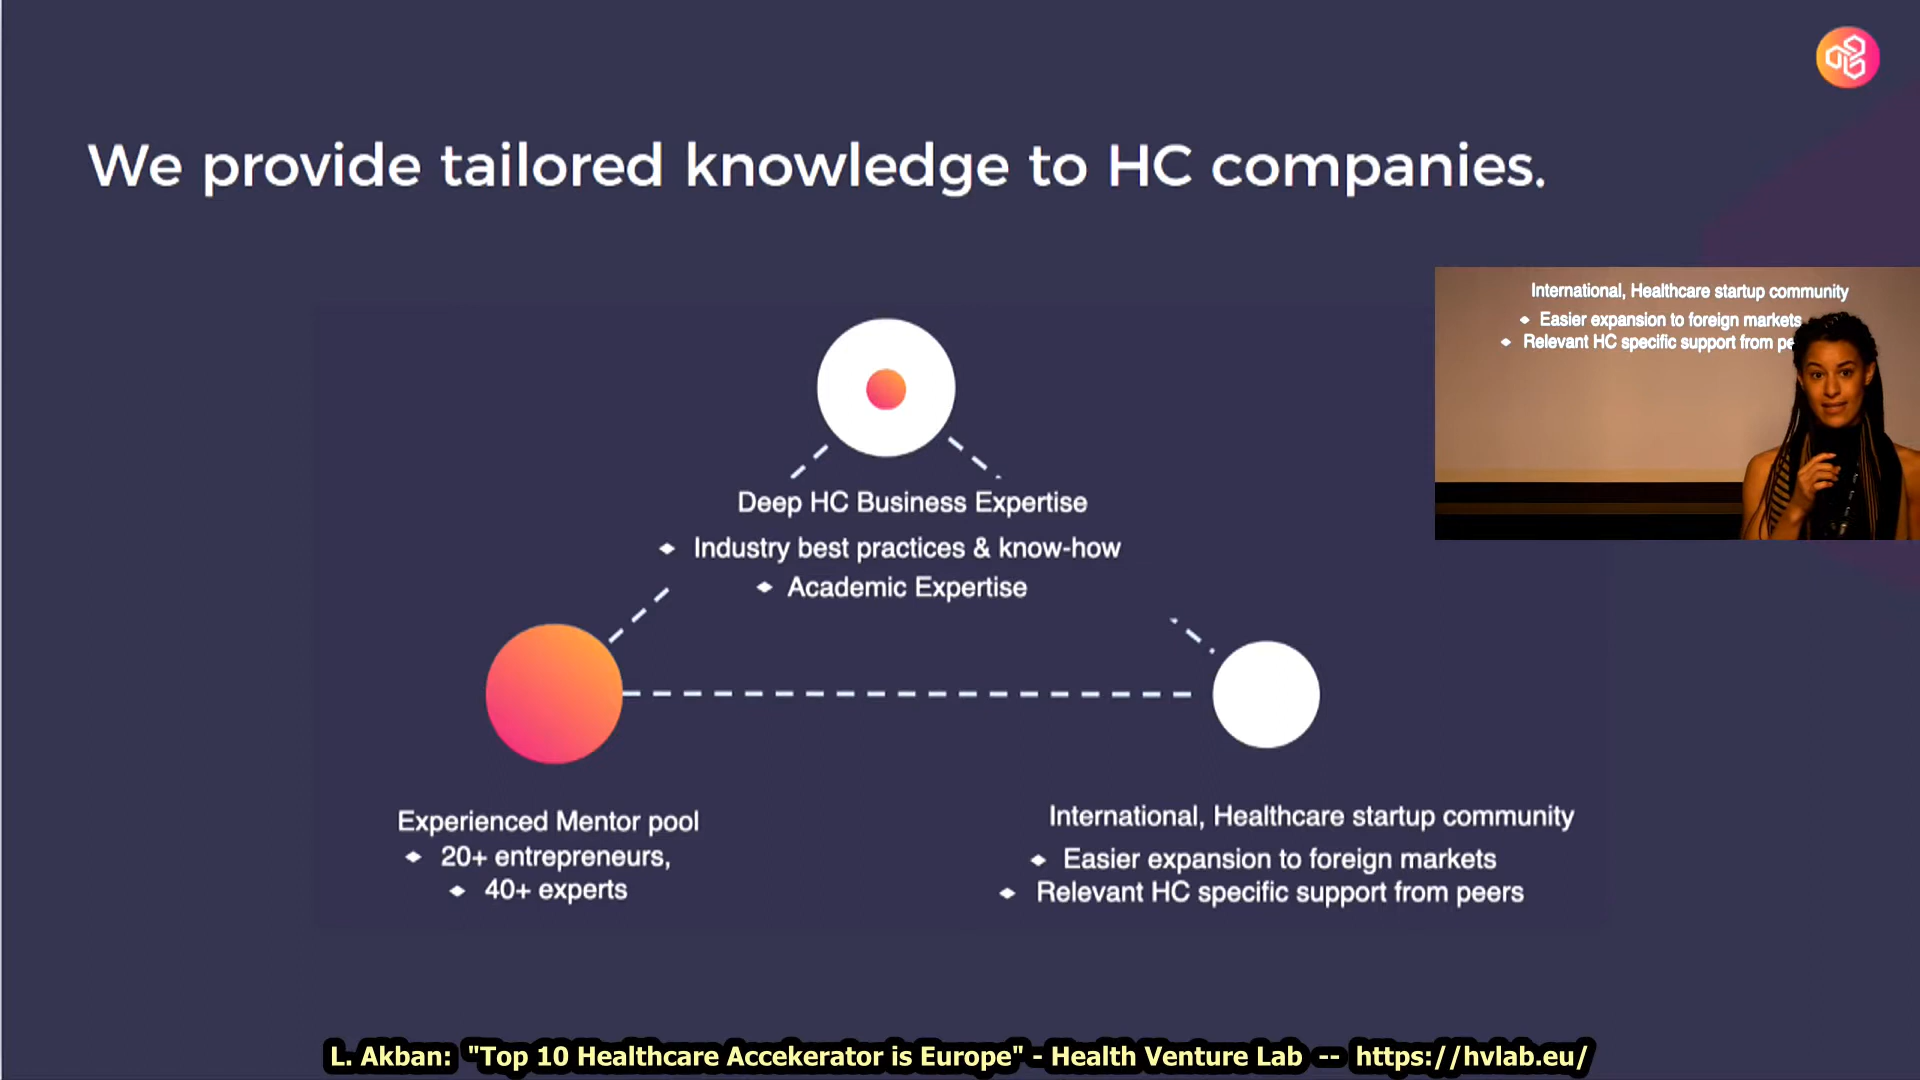 We provide tailored knowledge to HC companies.
International, Healthcare startup community
Easier expansion to foreign markets
Relevant HC specific support from
Deep HC Business Expertise
Industry best practices & know-how
Academic Expertise
Experienced Mentor pool
20+ entrepreneurs,
40+ experts
International, Healthcare startup community
Easier expansion to foreign markets
Relevant HC specific support from peers
L. Akban: "Top 10 Healthcare Accekerator is Europe" - Health Venture Lab -- https://hvlab.eu/